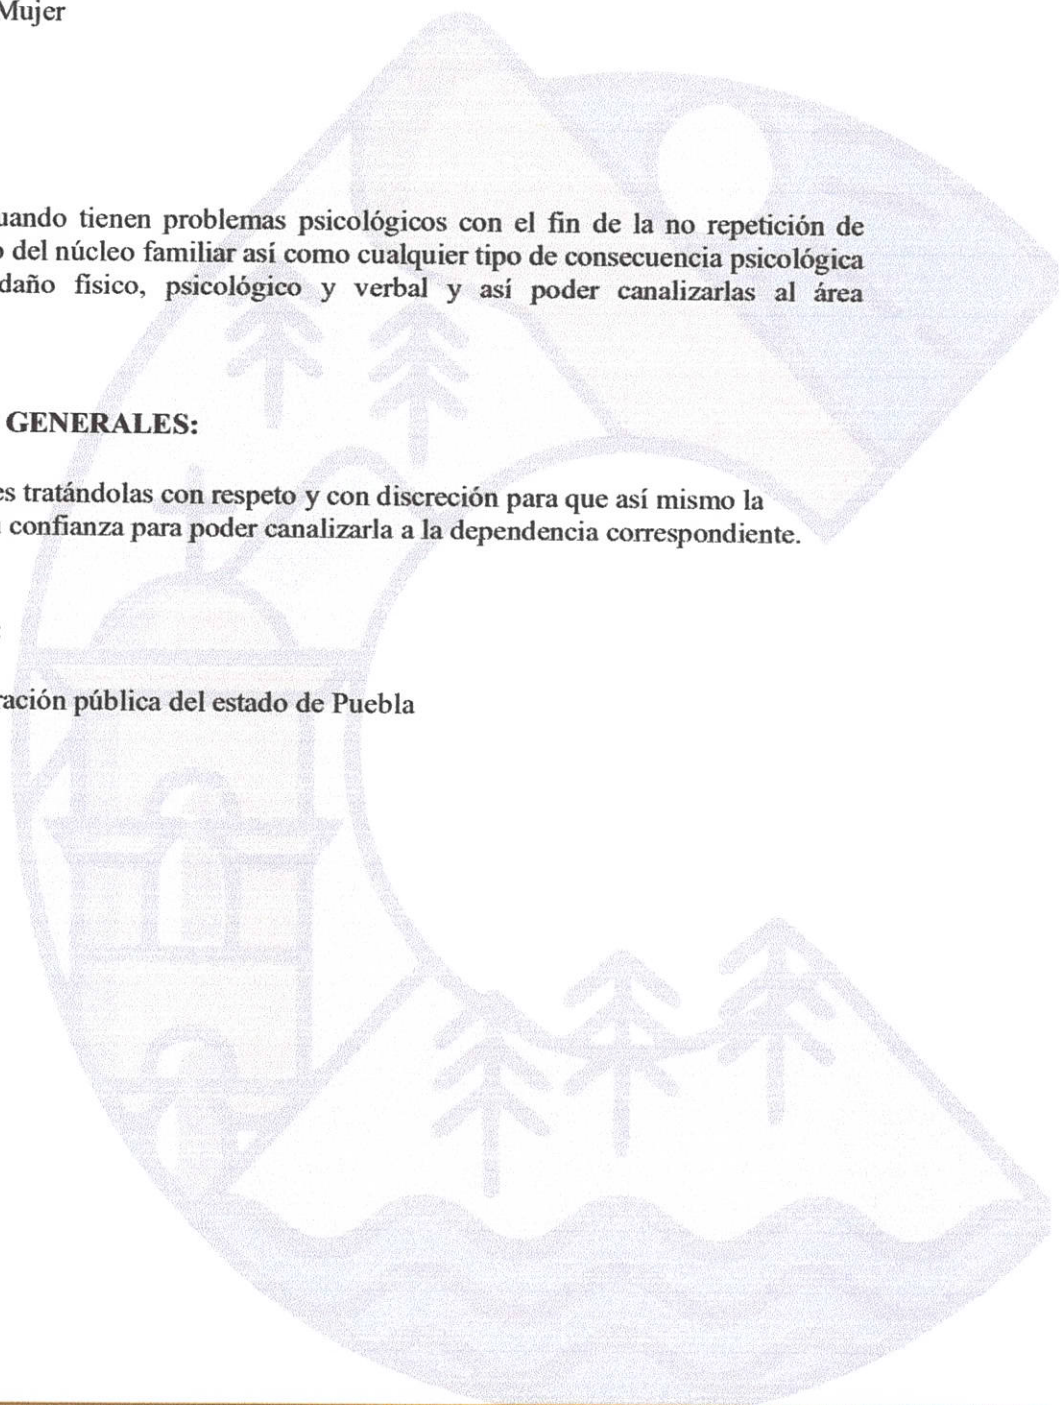 Mujer
uando tienen problemas psicológicos con el fin de la no repetición de
o del núcleo familiar así como cualquier tipo de consecuencia psicológica
daño físico, psicológico y verbal y así poder canalizarlas al área
GENERALES:
es tratándolas con respeto y con discreción para que así mismo la
confianza para poder canalizarla a la dependencia correspondiente.
:
ración pública del estado de Puebla